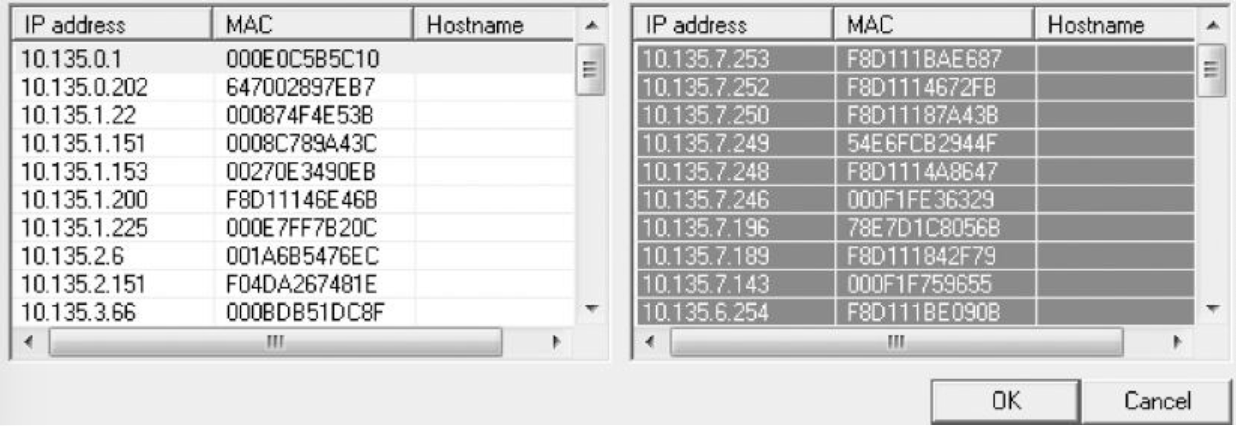 IP address MAC Hostname
10.135.0.1 000E0C5B5C10
10.135.0.202 647002897EB7
10.135.1.22 000874F4E53B
10.135.1.151 0008C789A43C
10.135.1.153 00270E3490EB
10.135.1.200 F8D11146E46B
10.135.1.225 000E7FF7B20C
10.135.2.6 001A6B5476EC
10.135.2.151 F04DA267481E
10.135.3.66 000BDB51DC8F
IP address MAC Hostname
10.135.7.253 F8D111BAE687
10.135.7.252 F8D1114672FB
10.135.7.250 F8D11187A43B
10.135.7.249 54E6FCB2944F
10.135.7.248 F8D1114A8647
10.135.7.246 000F1FE36329
10.135.7.196 78E7D1C8056B
10.135.7.189 F8D111842F79
10.135.7.143 000F1F759655
10.135.6.254 F8D111BE090B
OK Cancel